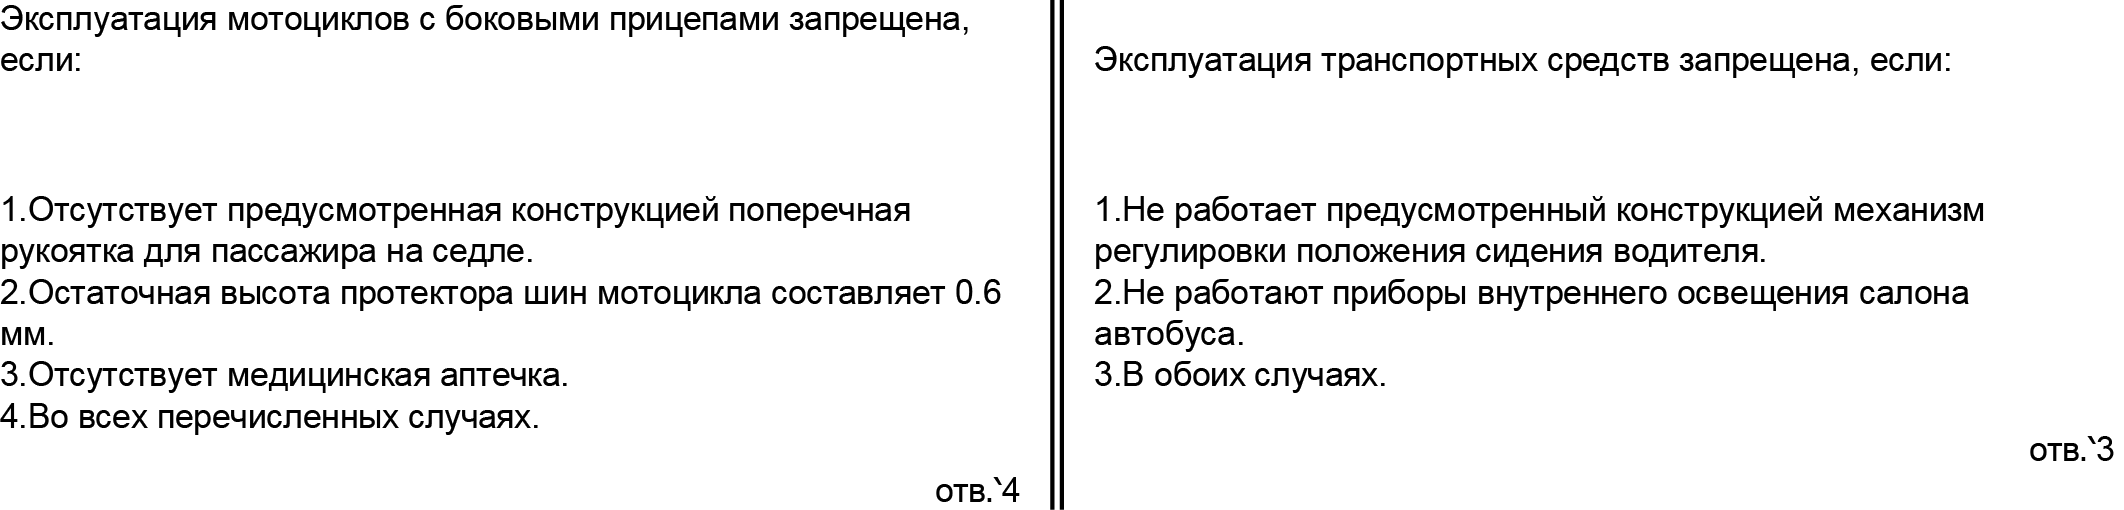 Эксплуатация мотоциклов с боковыми прицепами запрещена,
если:
1.Отсутствует предусмотренная конструкцией поперечная
рукоятка для пассажира на седле.
2.Остаточная высота протектора шин мотоцикла составляет 0.6
мм.
3.Отсутствует медицинская аптечка.
4.Во всех перечисленных случаях.
отв.`4
Эксплуатация транспортных средств запрещена, если:
1.Не работает предусмотренный конструкцией механизм
регулировки положения сидения водителя.
2.Не работают приборы внутреннего освещения салона
автобуса.
3.В обоих случаях.
отв.`3